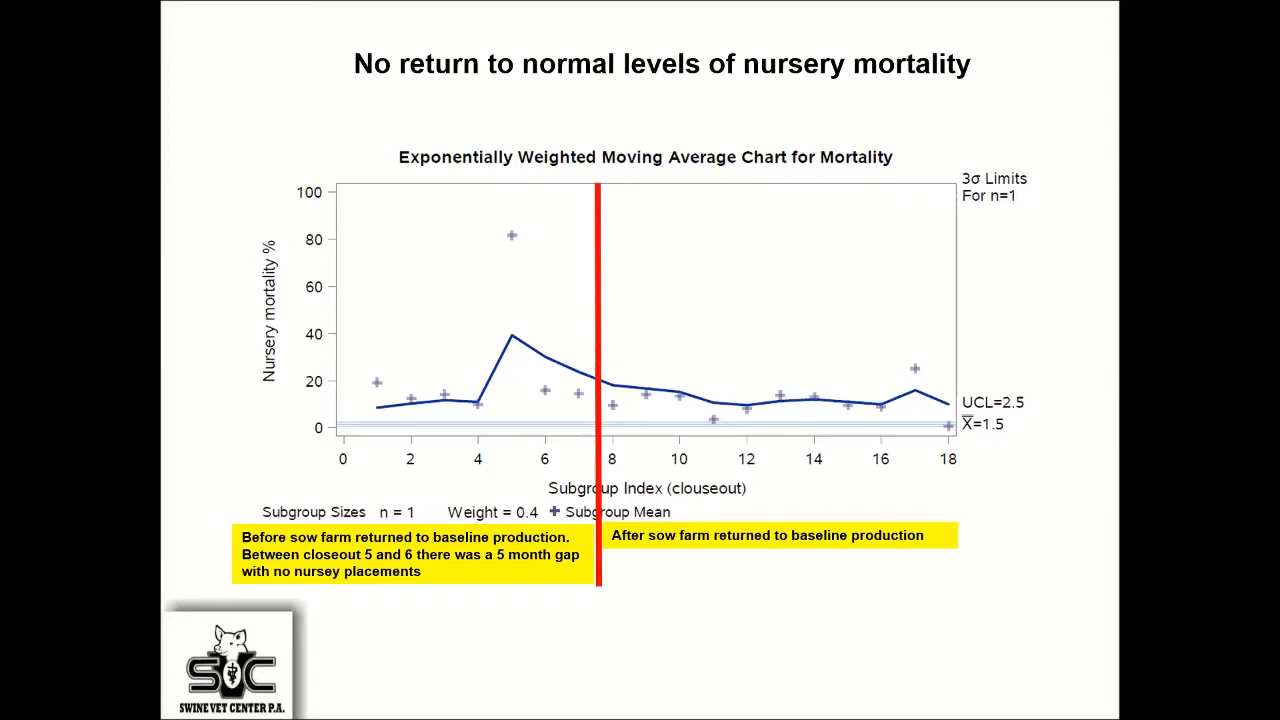 No return to normal levels of nursery mortality
Exponentially Weighted Moving Average Chart for Mortality
3σ Limits
For n=1
Nursery mortality %
100
80
60
40
20
0
UCL=2.5
X̿=1.5
0 2 4 6 8 10 12 14 16 18
Subgroup Index (clouseout)
Subgroup Sizes n = 1 Weight = 0.4 + Subgroup Mean
Before sow farm returned to baseline production.
Between closeout 5 and 6 there was a 5 month gap
with no nursey placements
After sow farm returned to baseline production
SVC
SWINE VET CENTER P.A.